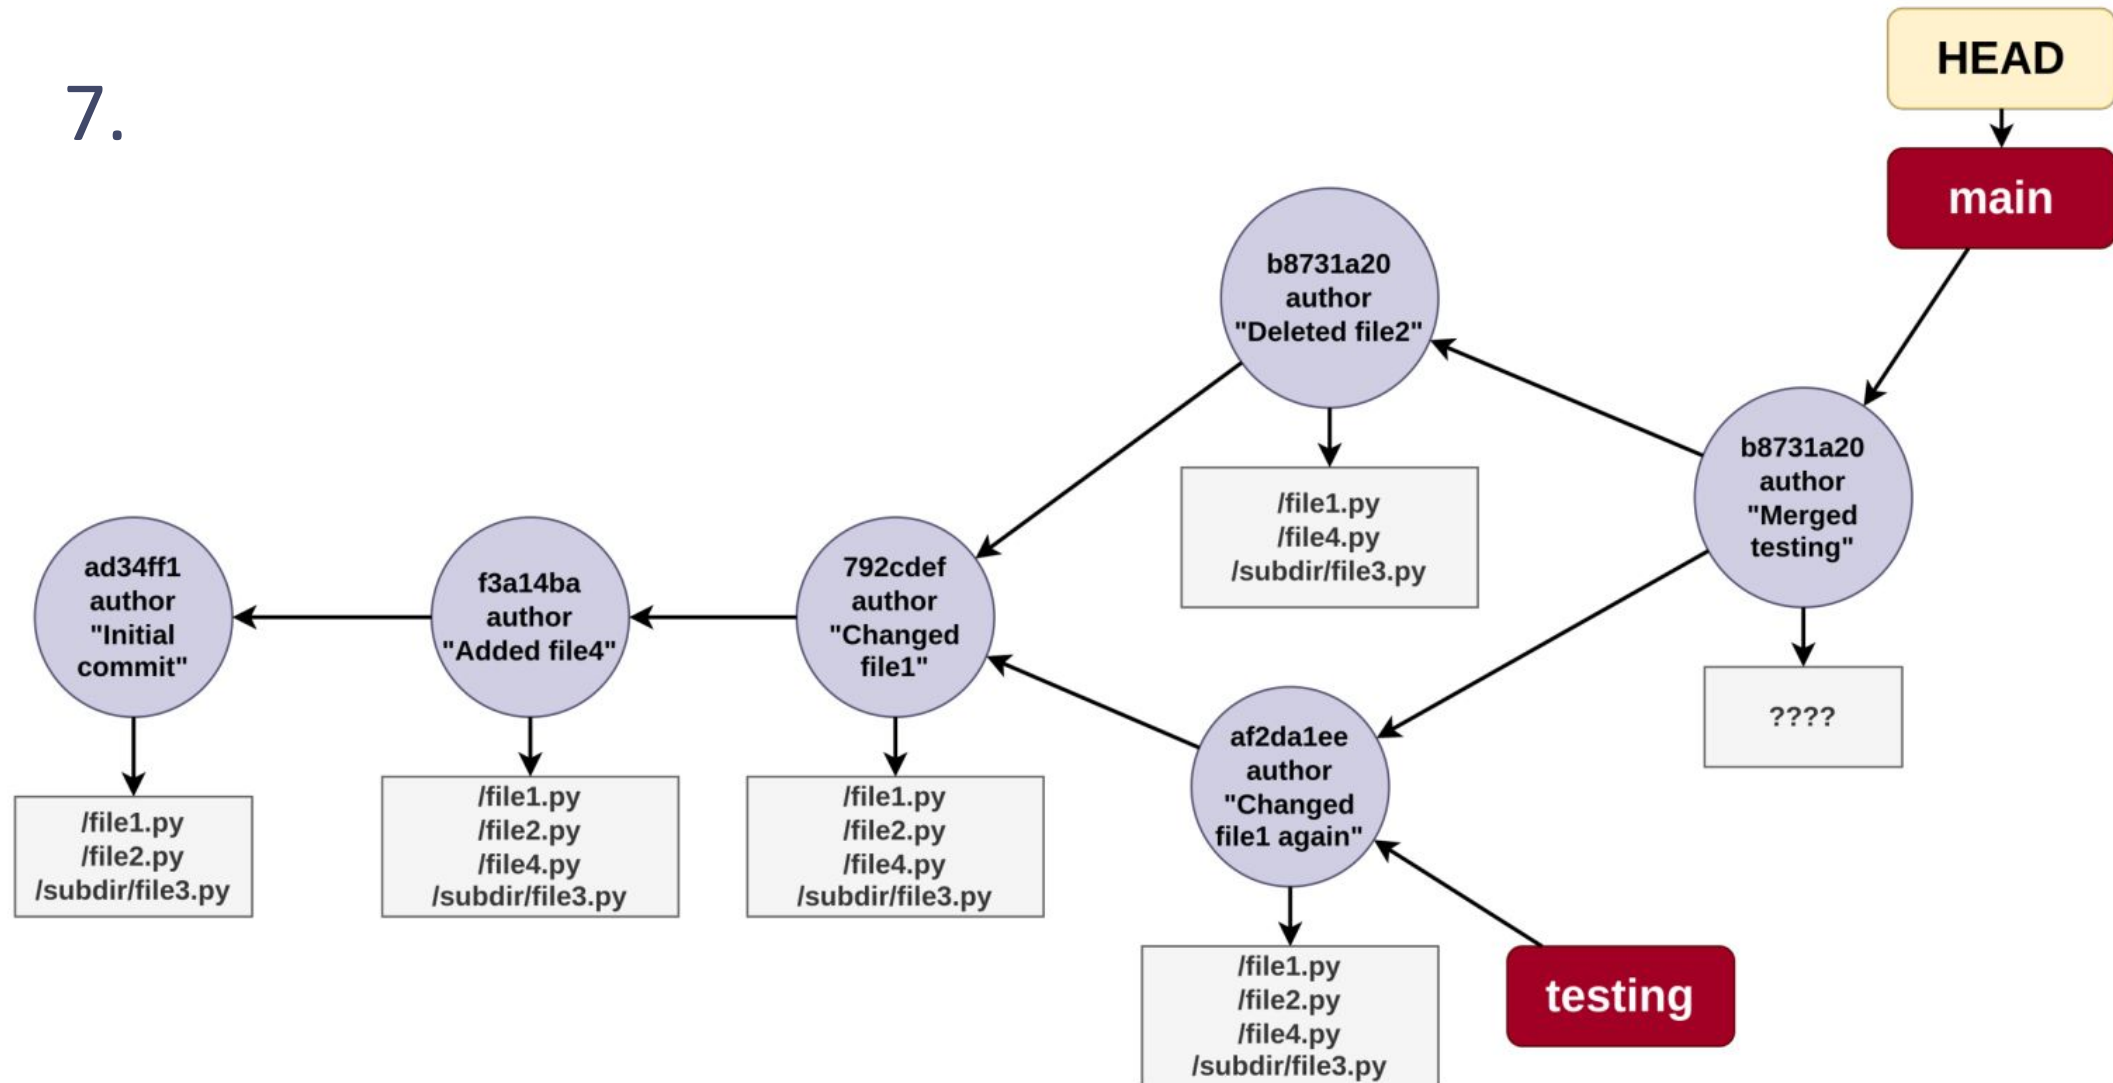 7.
HEAD
main
b8731a20
author
"Deleted file2"
/file1.py
/file4.py
/subdir/file3.py
b8731a20
author
"Merged
testing"
????
ad34ff1
author
"Initial
commit"
/file1.py
/file2.py
/subdir/file3.py
f3a14ba
author
"Added file4"
/file1.py
/file2.py
/file4.py
/subdir/file3.py
792cdef
author
"Changed
file1"
/file1.py
/file2.py
/file4.py
/subdir/file3.py
af2da1ee
author
"Changed
file1 again"
/file1.py
/file2.py
/file4.py
/subdir/file3.py
testing